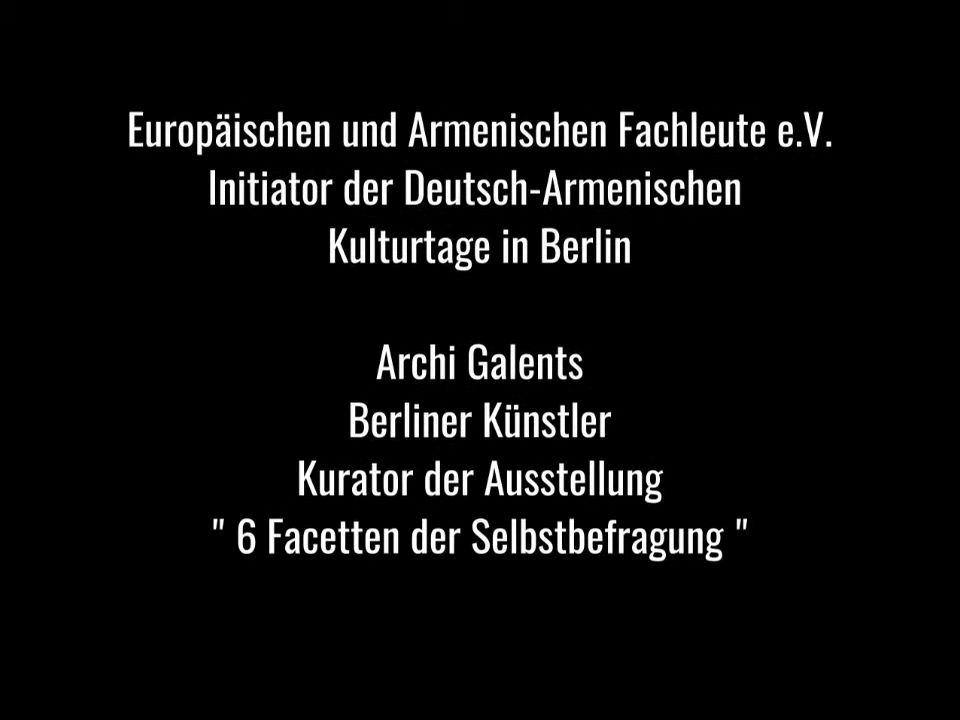 Europäischen und Armenischen Fachleute e.V.
Initiator der Deutsch-Armenischen
Kulturtage in Berlin
Archi Galents
Berliner Künstler
Kurator der Ausstellung
" 6 Facetten der Selbstbefragung "